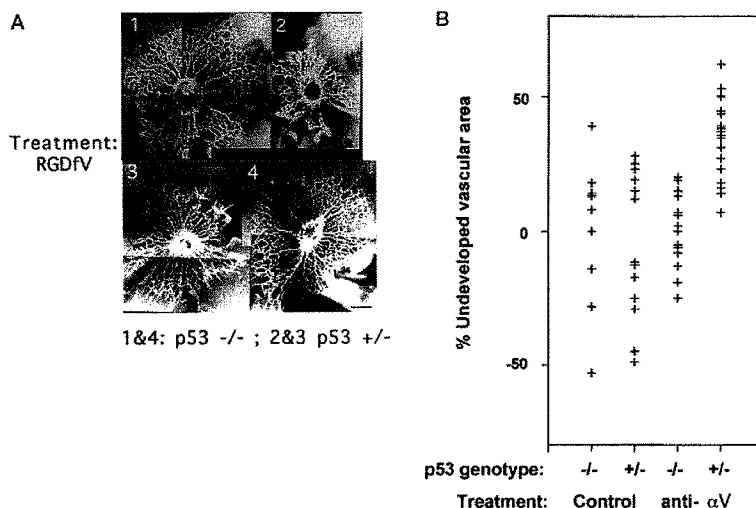 A
B
1
2
Treatment:
RGDfV
3
4
1&4: p53 -/- ; 2&3 p53 +/-
% Undeveloped vascular area
50
0
-50
p53 genotype: -/- +/- -/- +/-
Treatment: Control anti- αV